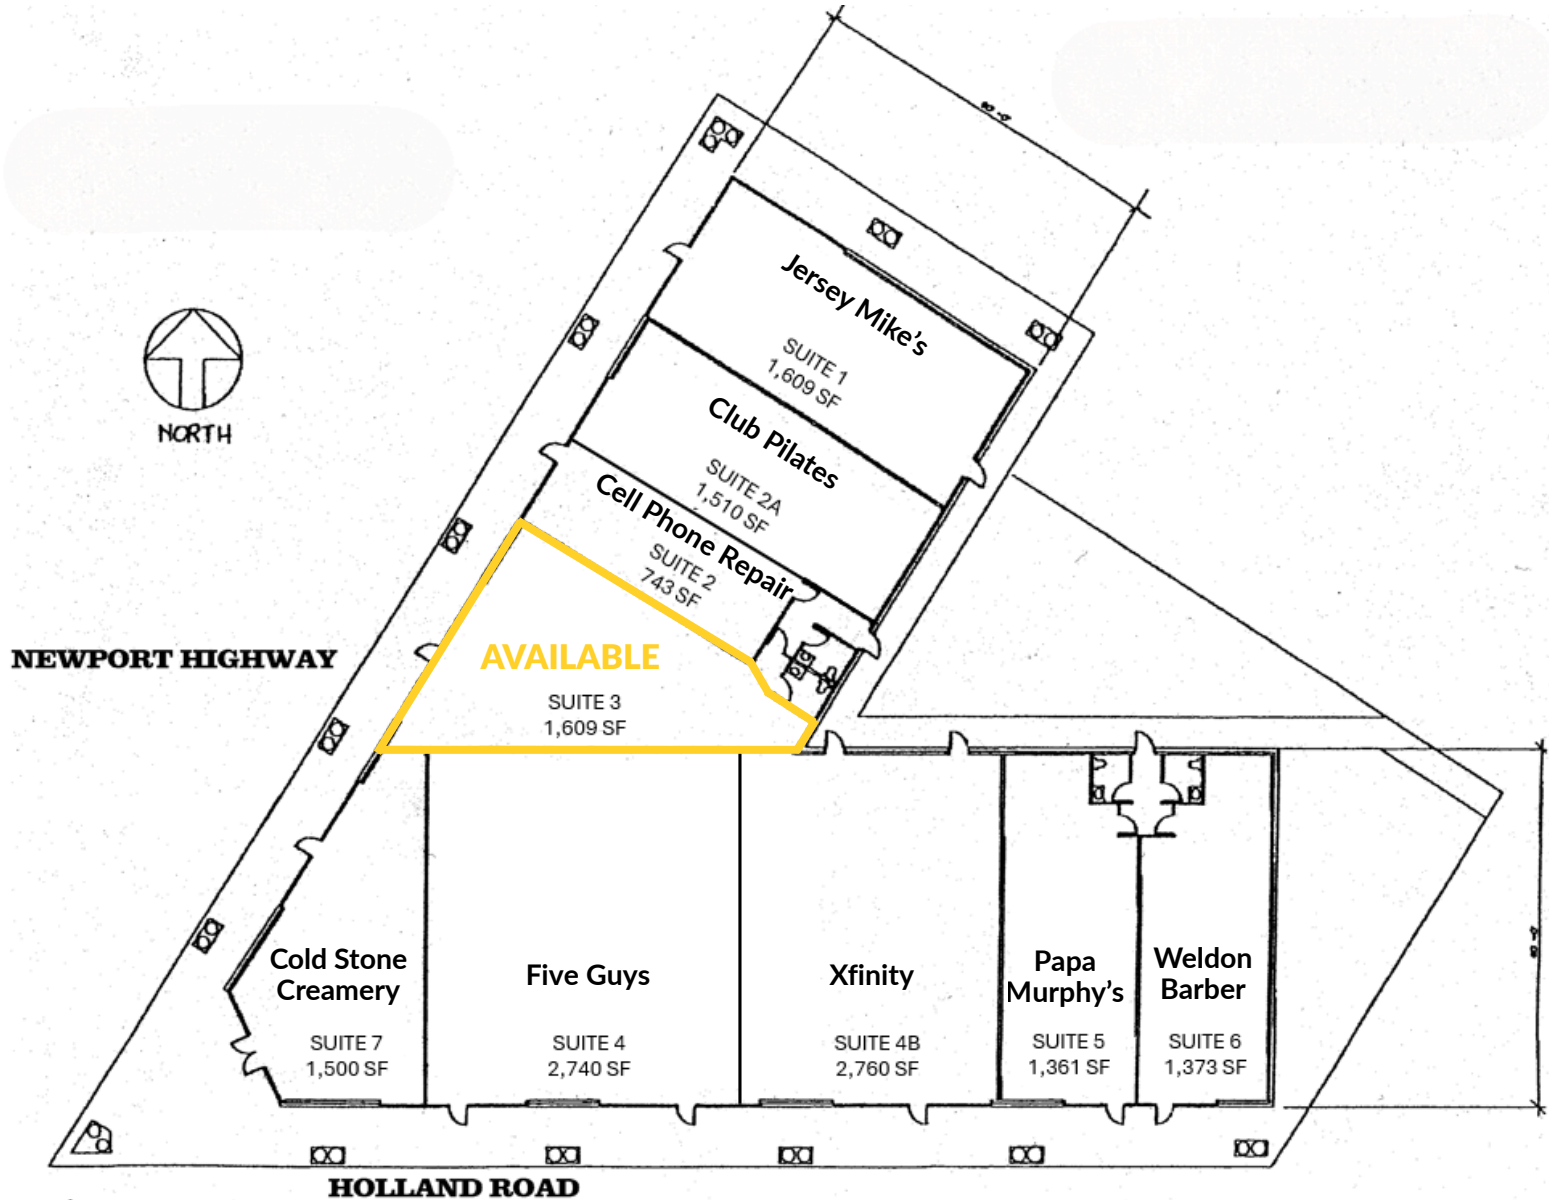 Jersey Mike's
SUITE 1
1,609 SF
Club Pilates
SUITE 2A
1,510 SF
NORTH
Cell Phone Repair
SUITE 2
743 SF
NEWPORT HIGHWAY
AVAILABLE
SUITE 3
1,609 SF
Cold Stone
Creamery
SUITE 7
1,500 SF
Five Guys
SUITE 4
2,740 SF
Xfinity
SUITE 4B
2,760 SF
Papa
Murphy's
SUITE 5
1,361 SF
Weldon
Barber
SUITE 6
1,373 SF
HOLLAND ROAD